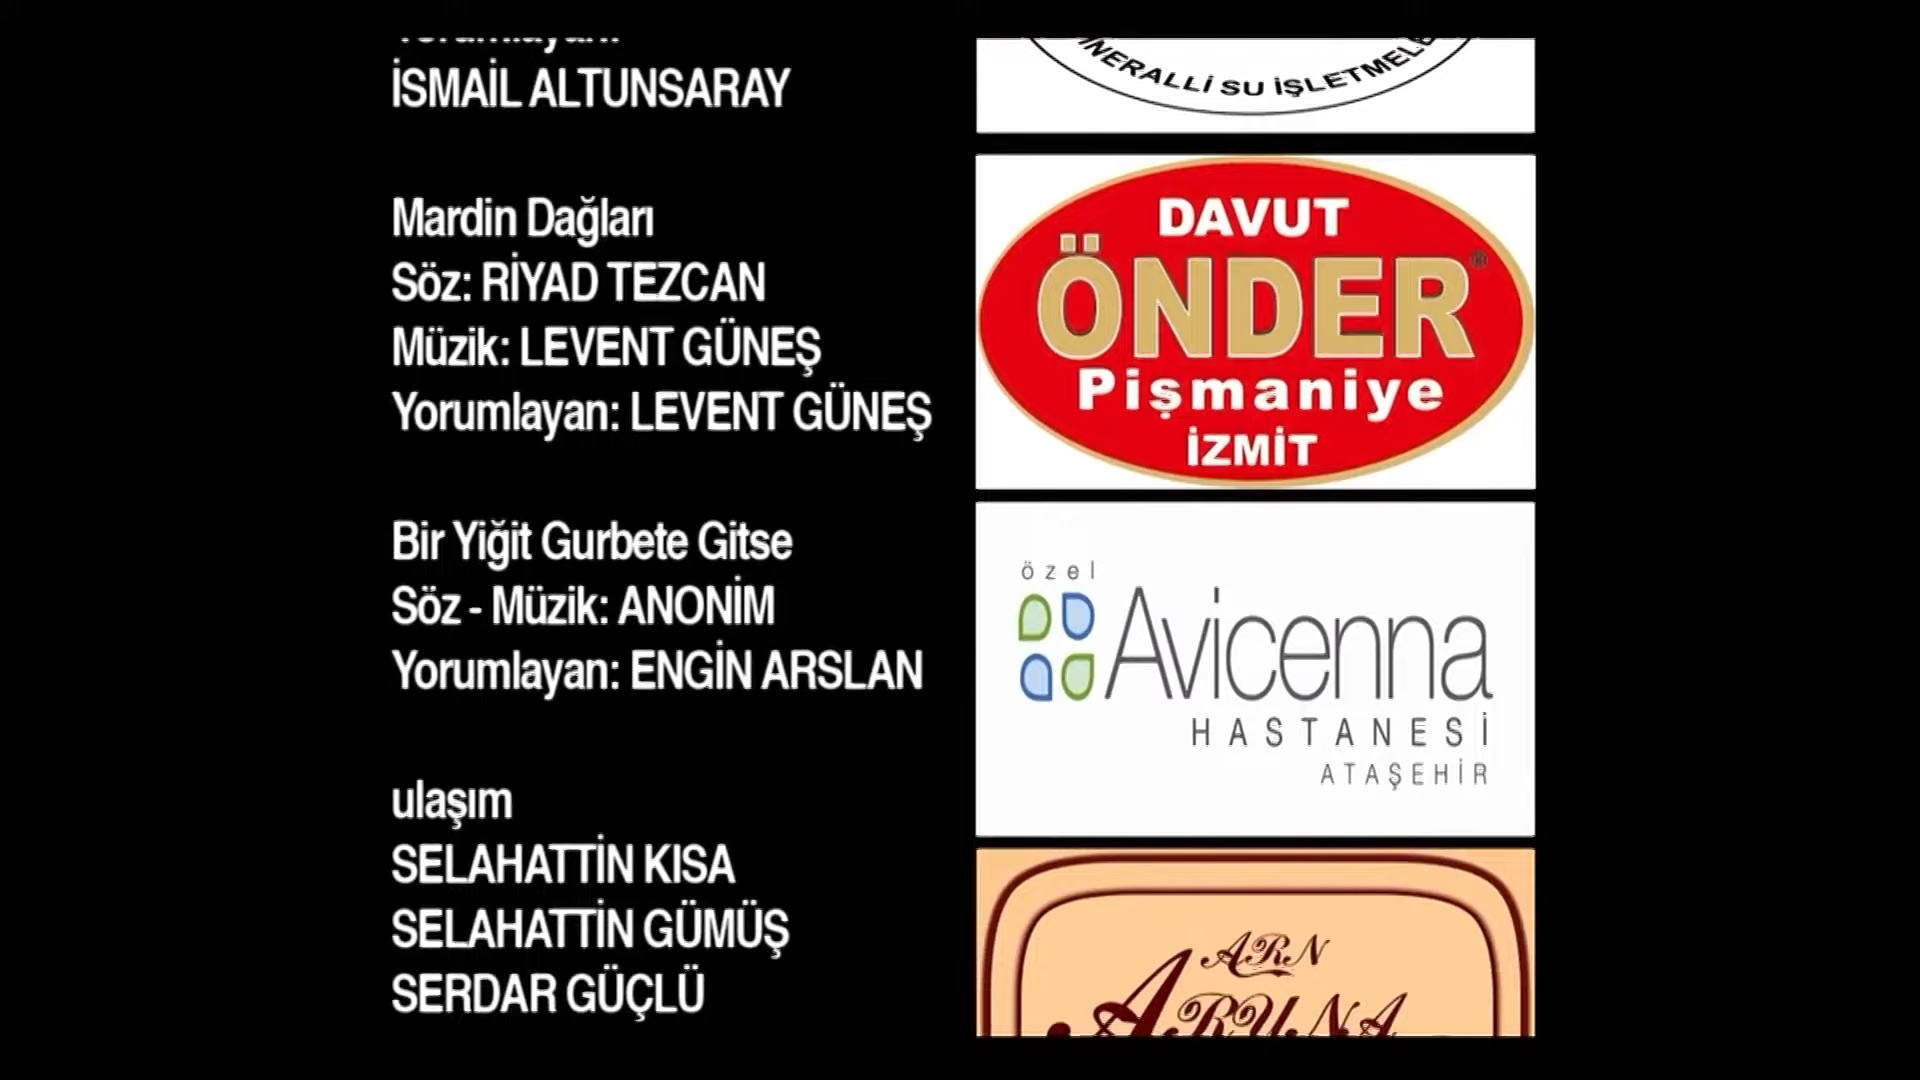 İSMAİL ALTUNSARAY
Mardin Dağları
Söz: RİYAD TEZCAN
Müzik: LEVENT GÜNEŞ
Yorumlayan: LEVENT GÜNEŞ
Bir Yiğit Gurbete Gitse
Söz - Müzik: ANONİM
Yorumlayan: ENGİN ARSLAN
ulaşım
SELAHATTİN KISA
SELAHATTİN GÜMÜŞ
SERDAR GÜÇLÜ
SU İŞLETMELE
DAVUT
ÖNDER®
Pişmaniye
İZMİT
özel
Avicenna
HASTANESİ
ATAŞEHİR
ARN
ARUNA